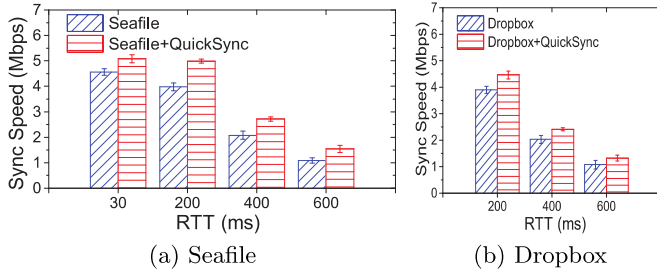 Sync Speed (Mbps)
7
6
5
4
3
2
1
0
Seafile
Seafile+QuickSync
30 200 400 600
RTT (ms)
(a) Seafile
Sync Speed (Mbps)
7
6
5
4
3
2
1
0
Dropbox
Dropbox+QuickSync
200 400 600
RTT (ms)
(b) Dropbox